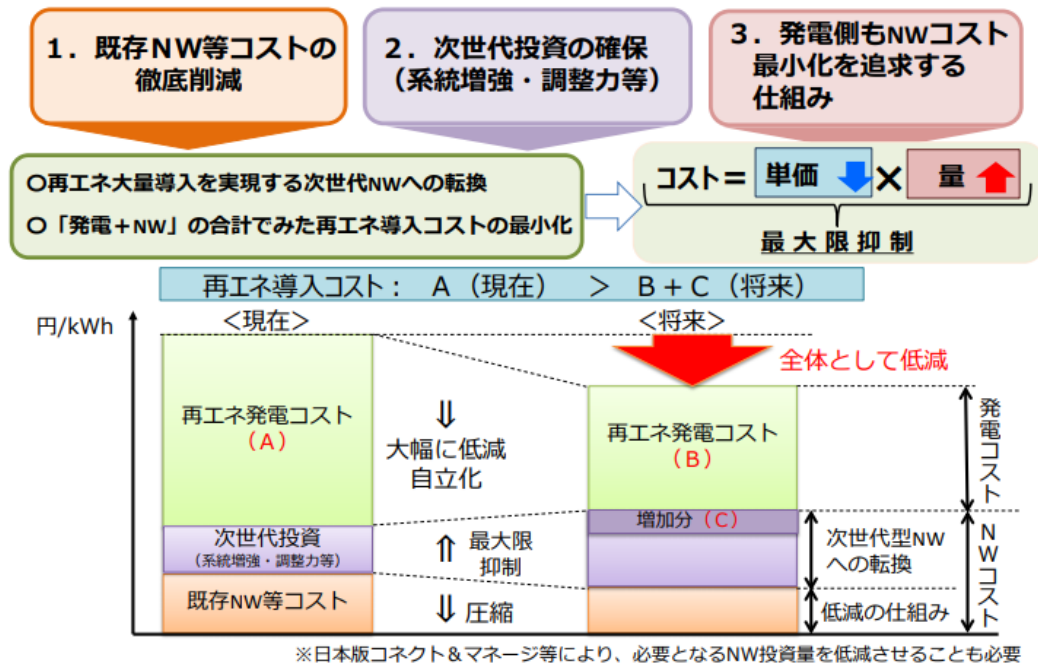 1．既存ＮＷ等コストの
徹底削減
2．次世代投資の確保
（系統増強・調整力等）
3．発電側もNWコスト
最小化を追求する
仕組み
〇再エネ大量導入を実現する次世代NWへの転換
〇「発電＋NW」の合計でみた再エネ導入コストの最小化
コスト＝ 単価 × 量
最大限抑制
再エネ導入コスト： A（現在） ＞ B＋C（将来）
円/kWh
＜現在＞
＜将来＞
全体として低減
再エネ発電コスト
（A）
⇓
大幅に低減
自立化
再エネ発電コスト
（B）
発電コスト
次世代投資
（系統増強・調整力等）
⇑ 最大限
抑制
増加分（C）
次世代型NW
への転換
NWコスト
既存NW等コスト
⇓ 圧縮
低減の仕組み
※日本版コネクト＆マネージ等により、必要となるNW投資量を低減させることも必要